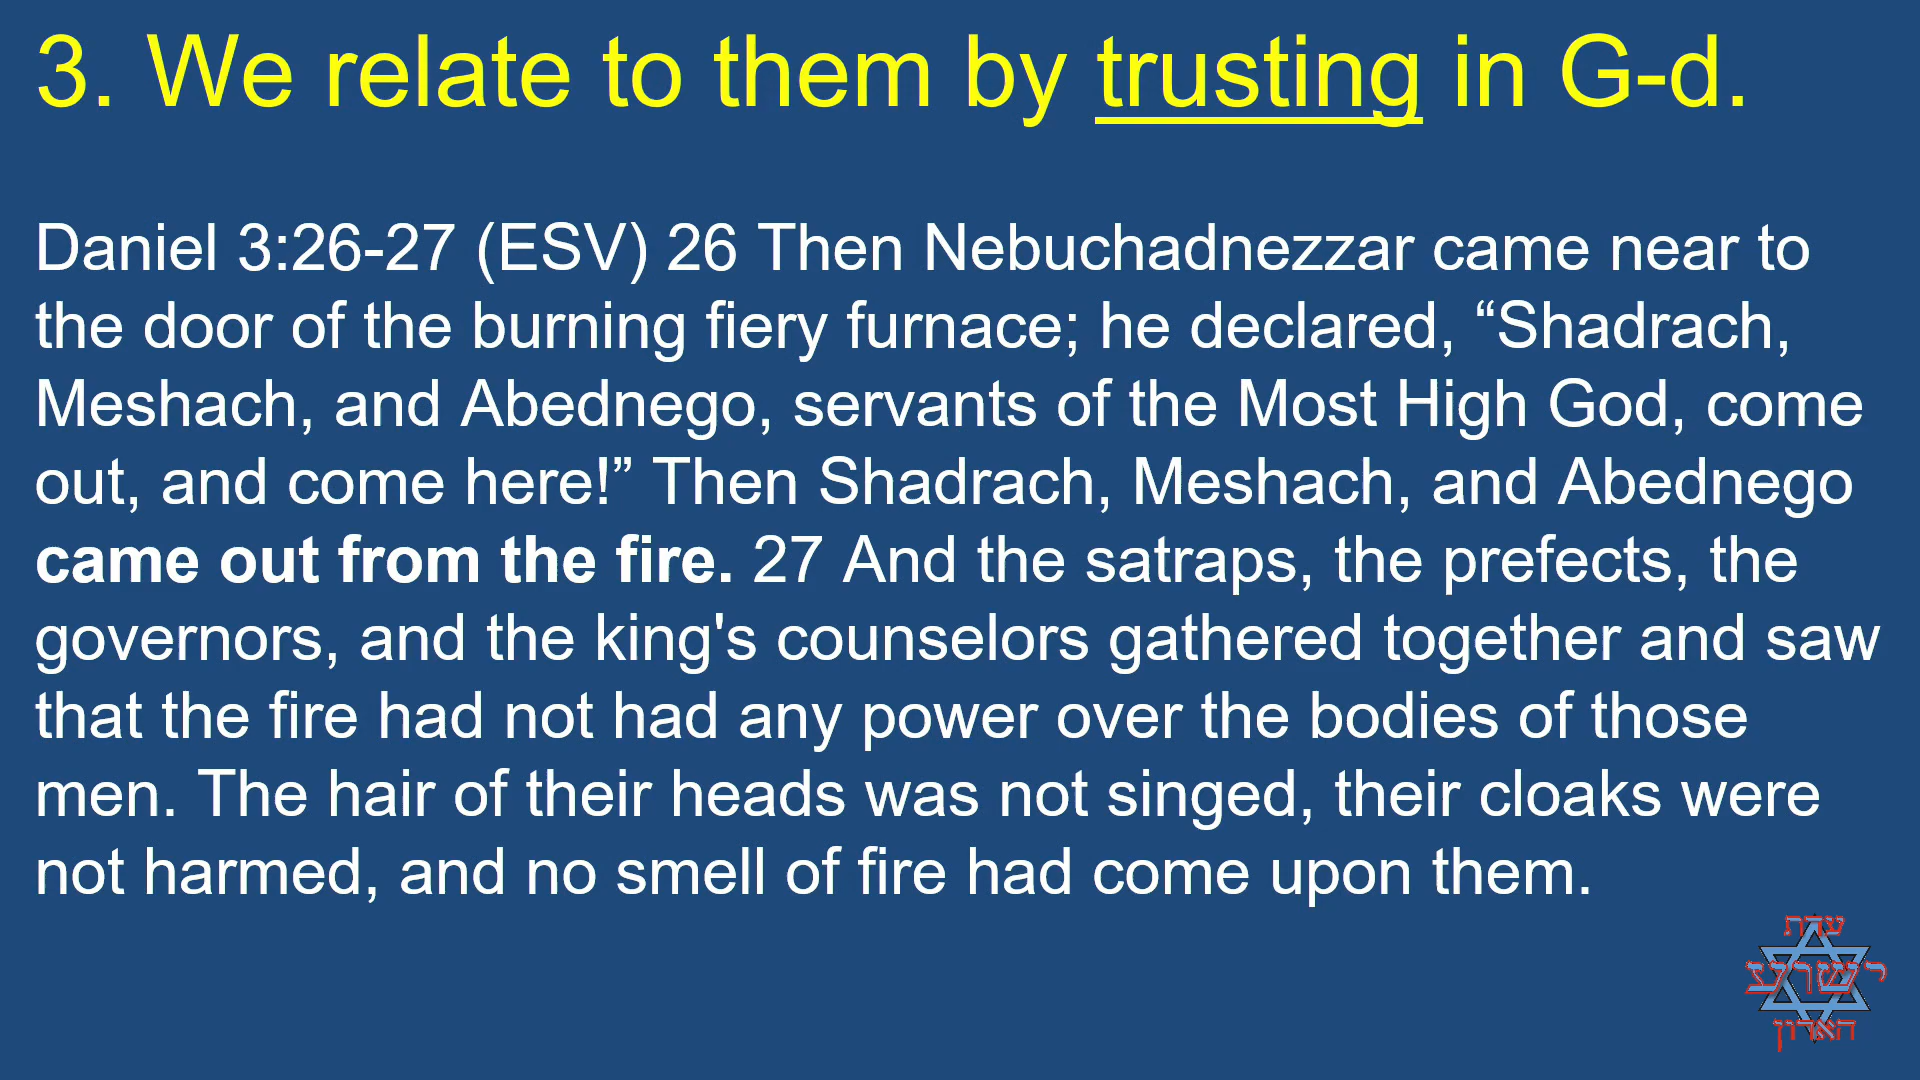 3. We relate to them by trusting in G-d.
Daniel 3:26-27 (ESV) 26 Then Nebuchadnezzar came near to
the door of the burning fiery furnace; he declared, “Shadrach,
Meshach, and Abednego, servants of the Most High God, come
out, and come here!” Then Shadrach, Meshach, and Abednego
came out from the fire. 27 And the satraps, the prefects, the
governors, and the king's counselors gathered together and saw
that the fire had not had any power over the bodies of those
men. The hair of their heads was not singed, their cloaks were
not harmed, and no smell of fire had come upon them.
עדת
ישוע
האדון